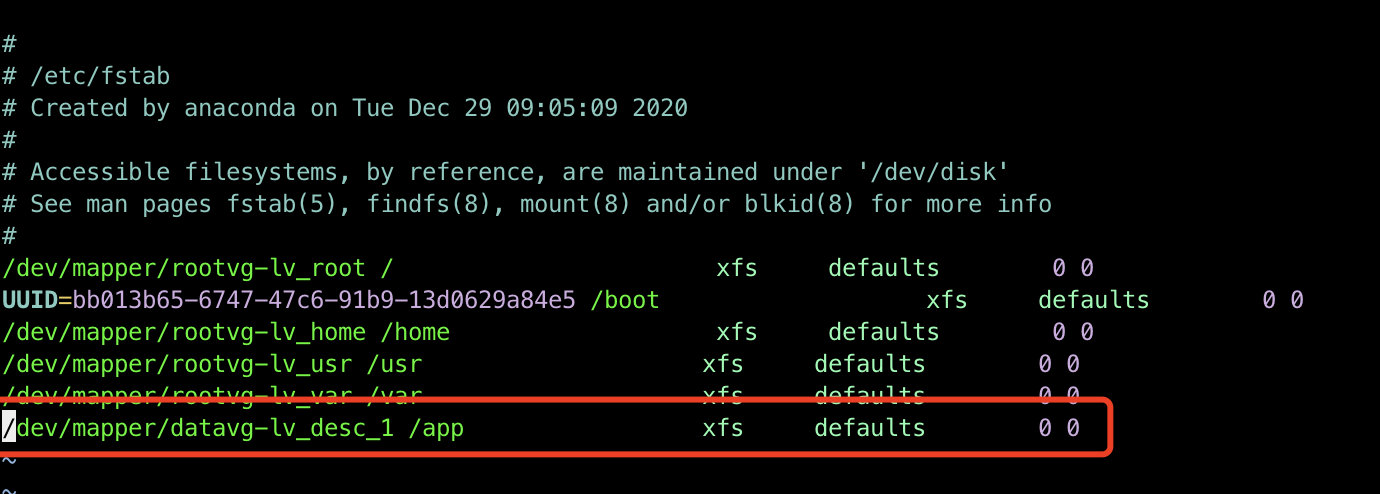 #
# /etc/fstab
# Created by anaconda on Tue Dec 29 09:05:09 2020
#
# Accessible filesystems, by reference, are maintained under '/dev/disk'
# See man pages fstab(5), findfs(8), mount(8) and/or blkid(8) for more info
#
/dev/mapper/rootvg-lv_root / xfs defaults 0 0
UUID=bb013b65-6747-47c6-91b9-13d0629a84e5 /boot xfs defaults 0 0
/dev/mapper/rootvg-lv_home /home xfs defaults 0 0
/dev/mapper/rootvg-lv_usr /usr xfs defaults 0 0
/dev/mapper/rootvg-lv_var /var xfs defaults 0 0
/dev/mapper/datavg-lv_desc_1 /app xfs defaults 0 0
~
~